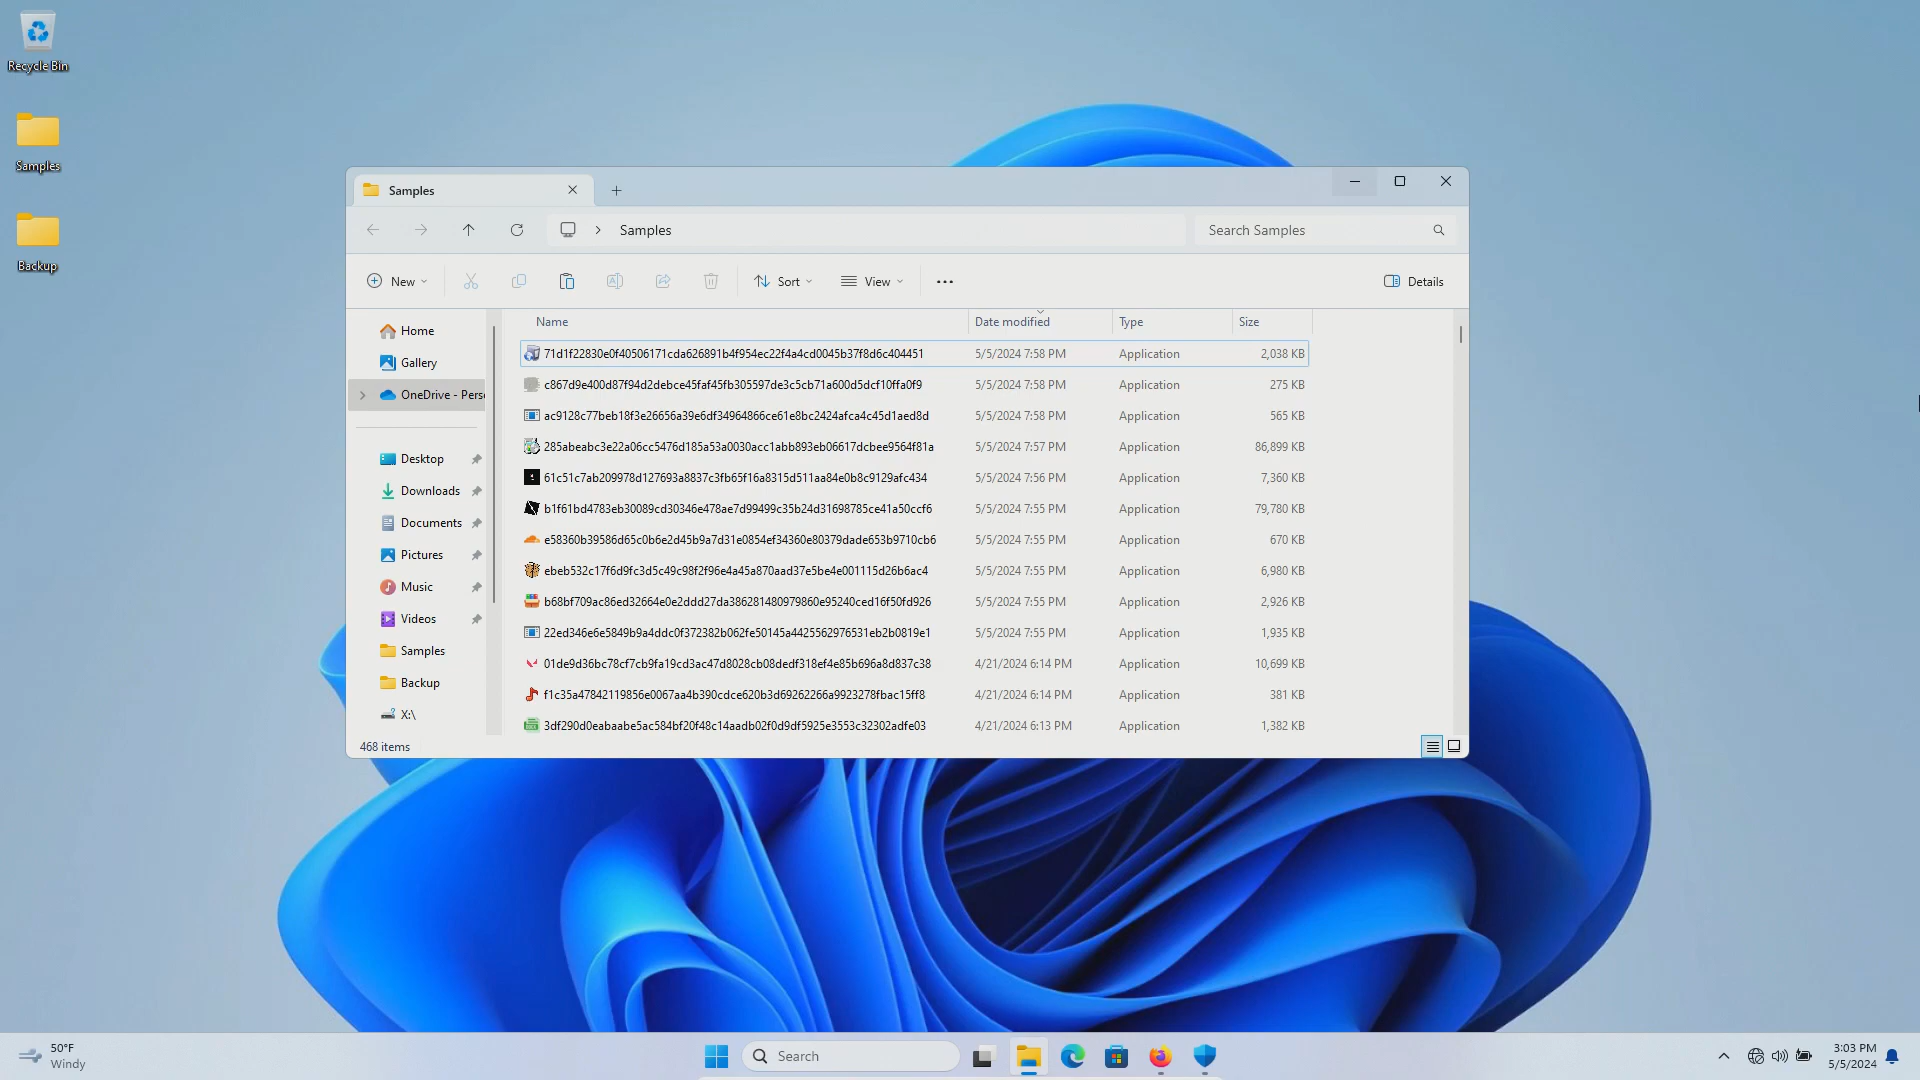 Recycle Bin
Samples
Backup
Samples
Samples
Search Samples
New
Sort
View
Details
Name
Date modified
Type
Size
Home
Gallery
OneDrive - Perso
Desktop
Downloads
Documents
Pictures
Music
Videos
Samples
Backup
X:\
71d1f22830e0f40506171cda626891b4f954ec22f4a4cd0045b37f8d6c404451 5/5/2024 7:58 PM Application 2,038 KB
c867d9e400d87f94d2debce45faf45fb305597de3c5cb71a600d5dcf10ffa0f9 5/5/2024 7:58 PM Application 275 KB
ac9128c77beb18f3e26656a39e6df34964866ce61e8bc2424afca4c45d1aed8d 5/5/2024 7:58 PM Application 565 KB
285abeabc3e22a06cc5476d185a53a0030acc1abb893eb06617dcbee9564f81a 5/5/2024 7:57 PM Application 86,899 KB
61c51c7ab209978d127693a8837c3fb65f16a8315d511aa84e0b8c9129afc434 5/5/2024 7:56 PM Application 7,360 KB
b1f61bd4783eb30089cd30346e478ae7d99499c35b24d31698785ce41a50ccf6 5/5/2024 7:55 PM Application 79,780 KB
e58360b39586d65c0b6e2d45b9a7d31e0854ef34360e80379dade653b9710cb6 5/5/2024 7:55 PM Application 670 KB
ebeb532c17f6d9fc3d5c49c98f2f96e4a45a870aad37e5be4e001115d26b6ac4 5/5/2024 7:55 PM Application 6,980 KB
b68bf709ac86ed32664e0e2ddd27da386281480979860e95240ced16f50fd926 5/5/2024 7:55 PM Application 2,926 KB
22ed346e6e5849b9a4ddc0f372382b062fe50145a4425562976531eb2b0819e1 5/5/2024 7:55 PM Application 1,935 KB
01de9d36bc78cf7cb9fa19cd3ac47d8028cb08dedf318ef4e85b696a8d837c38 4/21/2024 6:14 PM Application 10,699 KB
f1c35a47842119856e0067aa4b390cdce620b3d69262266a9923278fbac15ff8 4/21/2024 6:14 PM Application 381 KB
3df290d0eabaabe5ac584bf20f48c14aadb02f0d9df5925e3553c32302adfe03 4/21/2024 6:13 PM Application 1,382 KB
468 items
50°F
Windy
Search
3:03 PM
5/5/2024